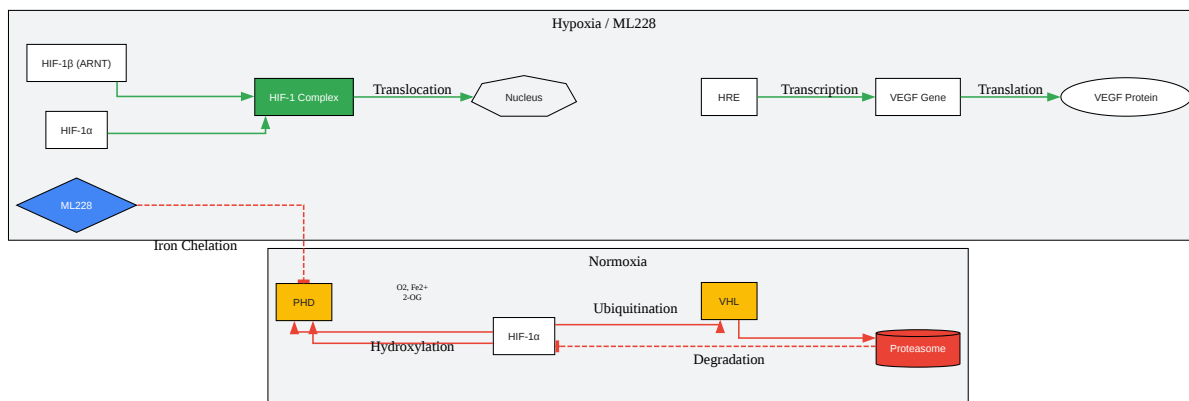 Hypoxia / ML228
HIF-1β (ARNT)
HIF-1 Complex
Translocation
Nucleus
HRE
Transcription
VEGF Gene
Translation
VEGF Protein
HIF-1α
ML228
Iron Chelation
Normoxia
PHD
O2, Fe2+
2-OG
Ubiquitination
VHL
HIF-1α
Hydroxylation
Degradation
Proteasome